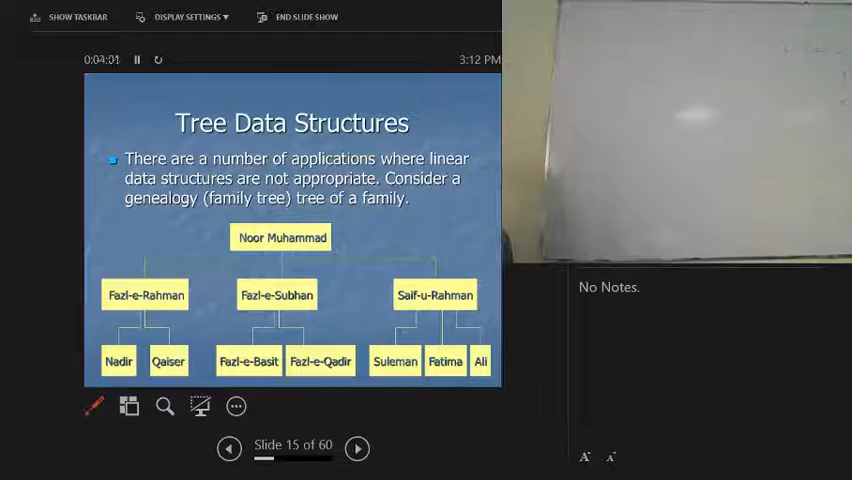 SHOW TASKBAR
DISPLAY SETTINGS ▾
END SLIDE SHOW
0:04:01
3:12 PM
Tree Data Structures
There are a number of applications where linear
data structures are not appropriate. Consider a
genealogy (family tree) tree of a family.
Noor Muhammad
Fazl-e-Rahman
Fazl-e-Subhan
Saif-u-Rahman
Nadir
Qaiser
Fazl-e-Basit
Fazl-e-Qadir
Suleman
Fatima
Ali
No Notes.
Slide 15 of 60
A A